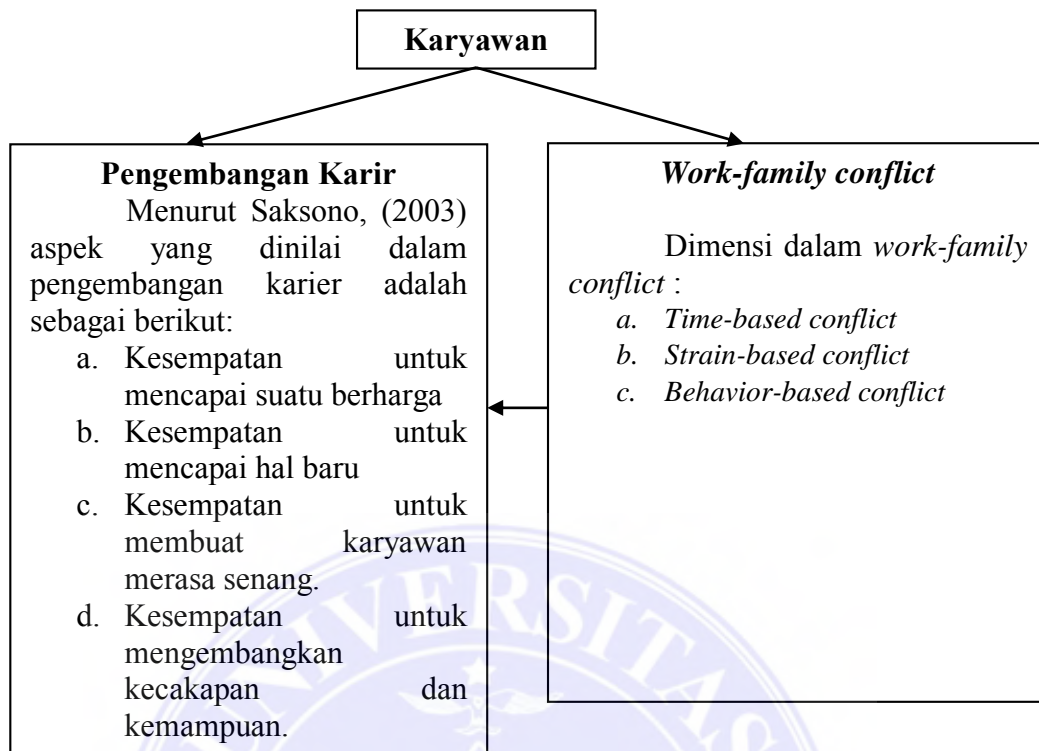 Karyawan
Pengembangan Karir
Menurut Saksono, (2003)
aspek yang dinilai dalam
pengembangan karier adalah
sebagai berikut:
a. Kesempatan untuk
mencapai suatu berharga
b. Kesempatan untuk
mencapai hal baru
c. Kesempatan untuk
membuat karyawan
merasa senang.
d. Kesempatan untuk
mengembangkan
kecakapan dan
kemampuan.
Work-family conflict
Dimensi dalam work-family
conflict :
a. Time-based conflict
b. Strain-based conflict
c. Behavior-based conflict
UNIVERSITAS